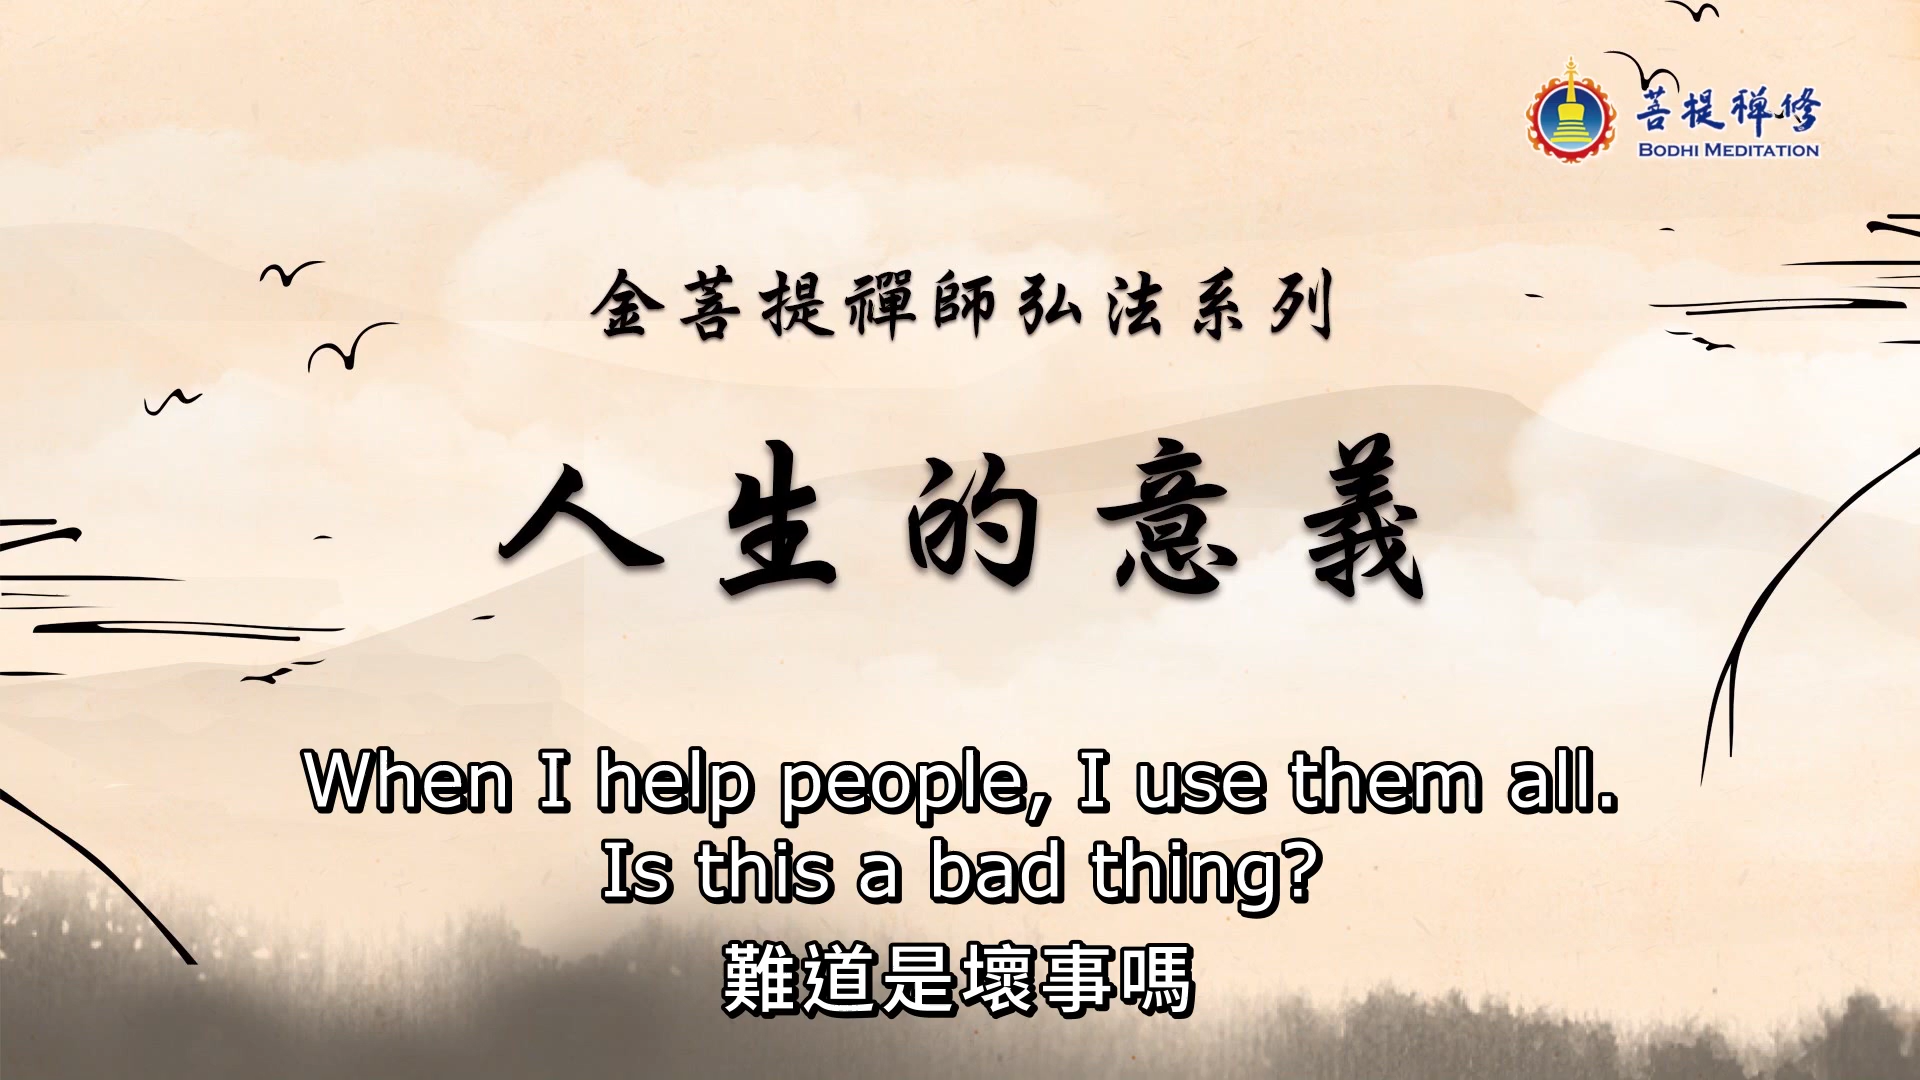 菩提禪修
BODHI MEDITATION
金菩提禪師弘法系列
人生的意義
When I help people, I use them all.
Is this a bad thing?
難道是壞事嗎